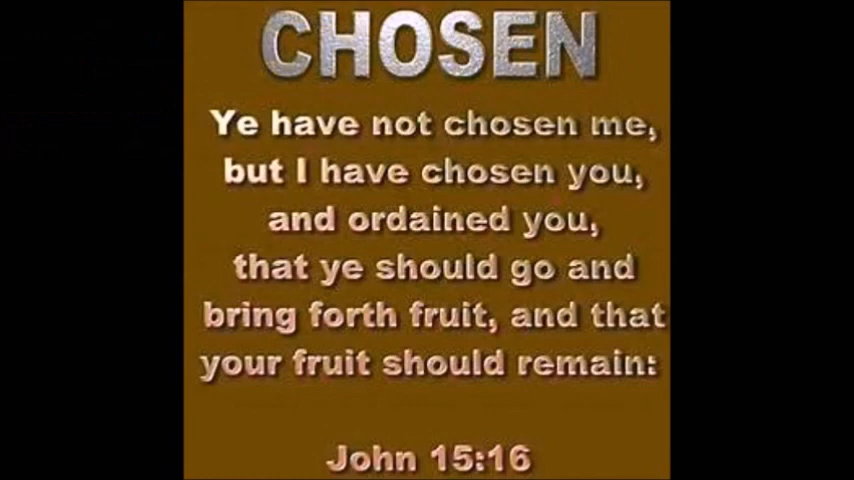 CHOSEN
Ye have not chosen me,
but I have chosen you,
and ordained you,
that ye should go and
bring forth fruit, and that
your fruit should remain:
John 15:16